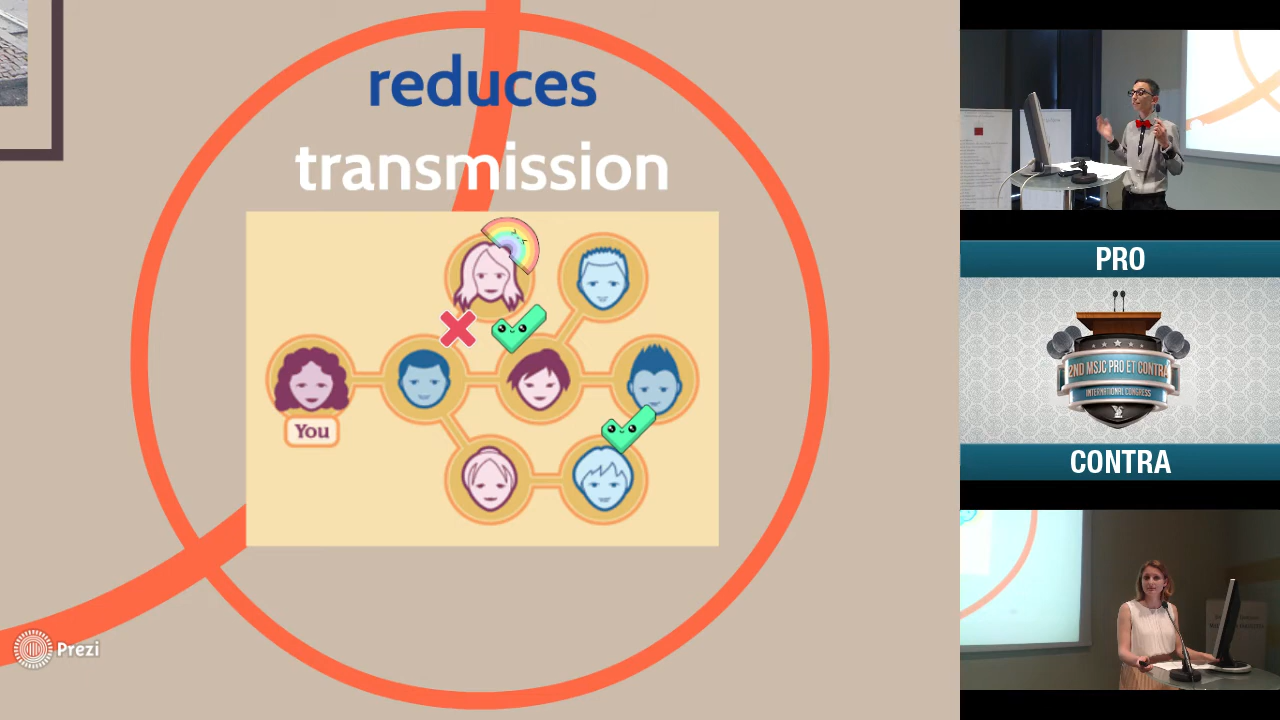 reduces
transmission
You
Prezi
PRO
2ND MSJC PRO ET CONTRA
INTERNATIONAL CONGRESS
CONTRA